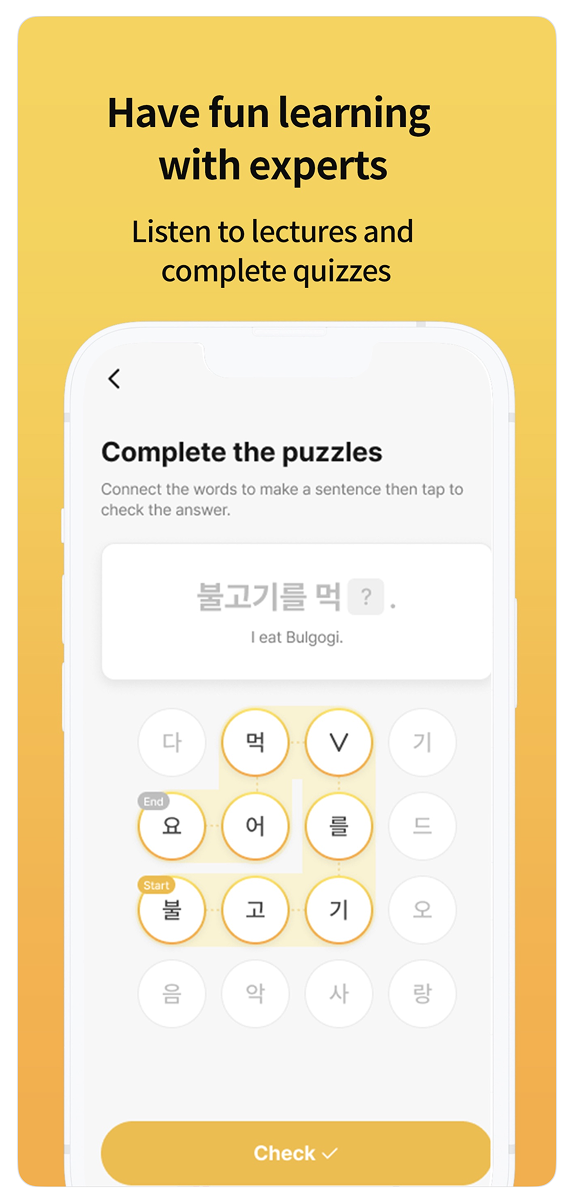 Have fun learning
with experts
Listen to lectures and
complete quizzes
Complete the puzzles
Connect the words to make a sentence then tap to
check the answer.
불고기를 먹 ? .
I eat Bulgogi.
다 먹 V 기
End
요 어 를 드
Start
불 고 기 오
음 악 사 랑
Check ✓